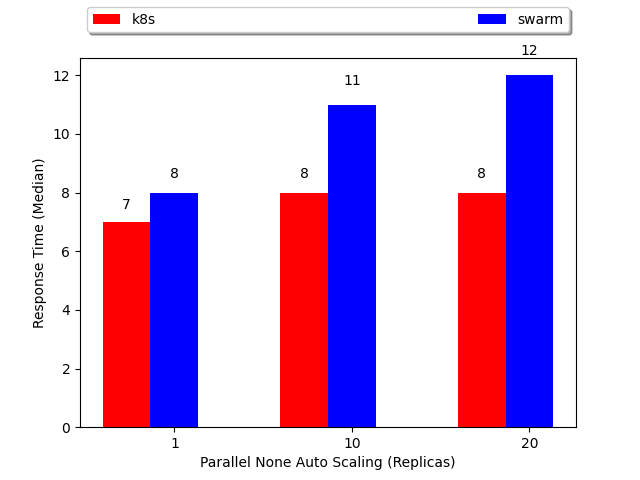 k8s swarm
12
12
11
10
8 8 8 8
8
7
6
4
2
0
1 10 20
Response Time (Median)
Parallel None Auto Scaling (Replicas)